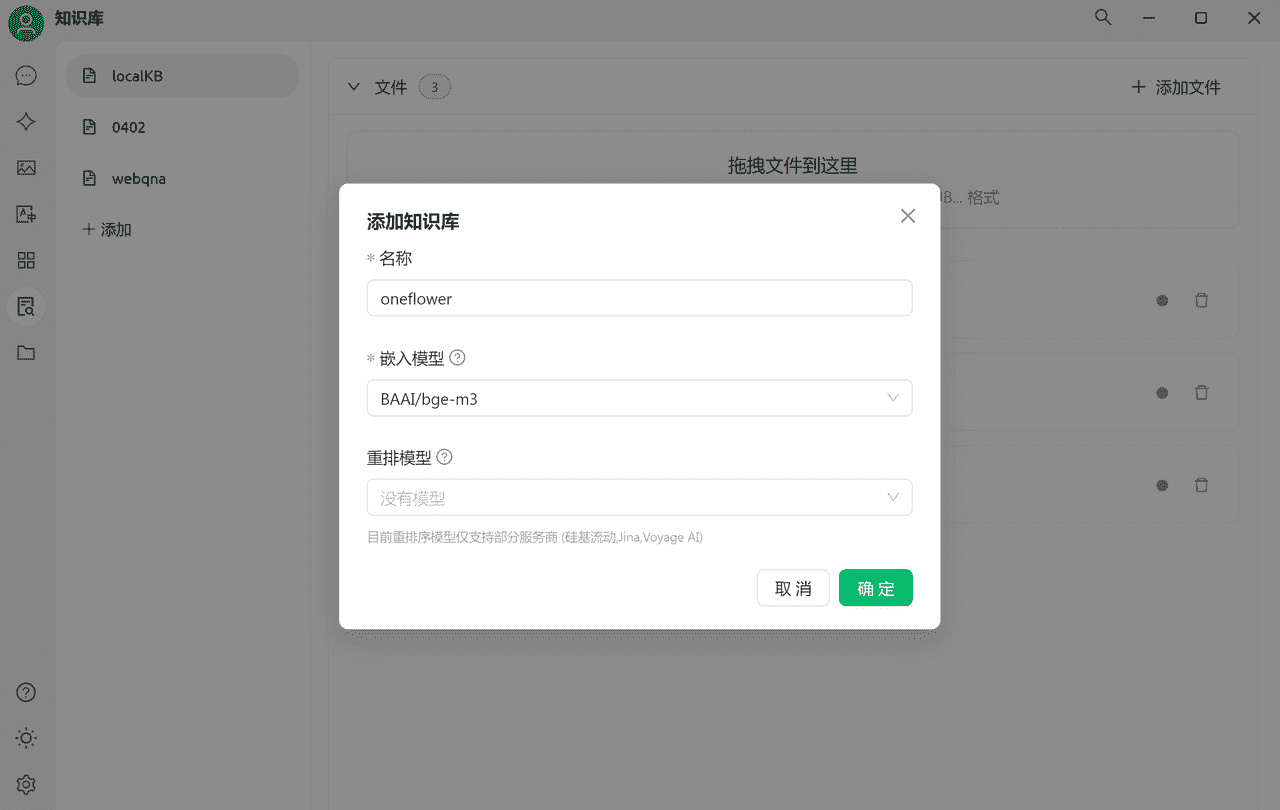 知识库
localKB
0402
webqna
添加
文件 3
添加文件
拖拽文件到这里
B... 格式
添加知识库
* 名称
oneflower
* 嵌入模型
BAAI/bge-m3
重排模型
没有模型
目前重排序模型仅支持部分服务商 (硅基流动,Jina,Voyage AI)
取 消
确 定